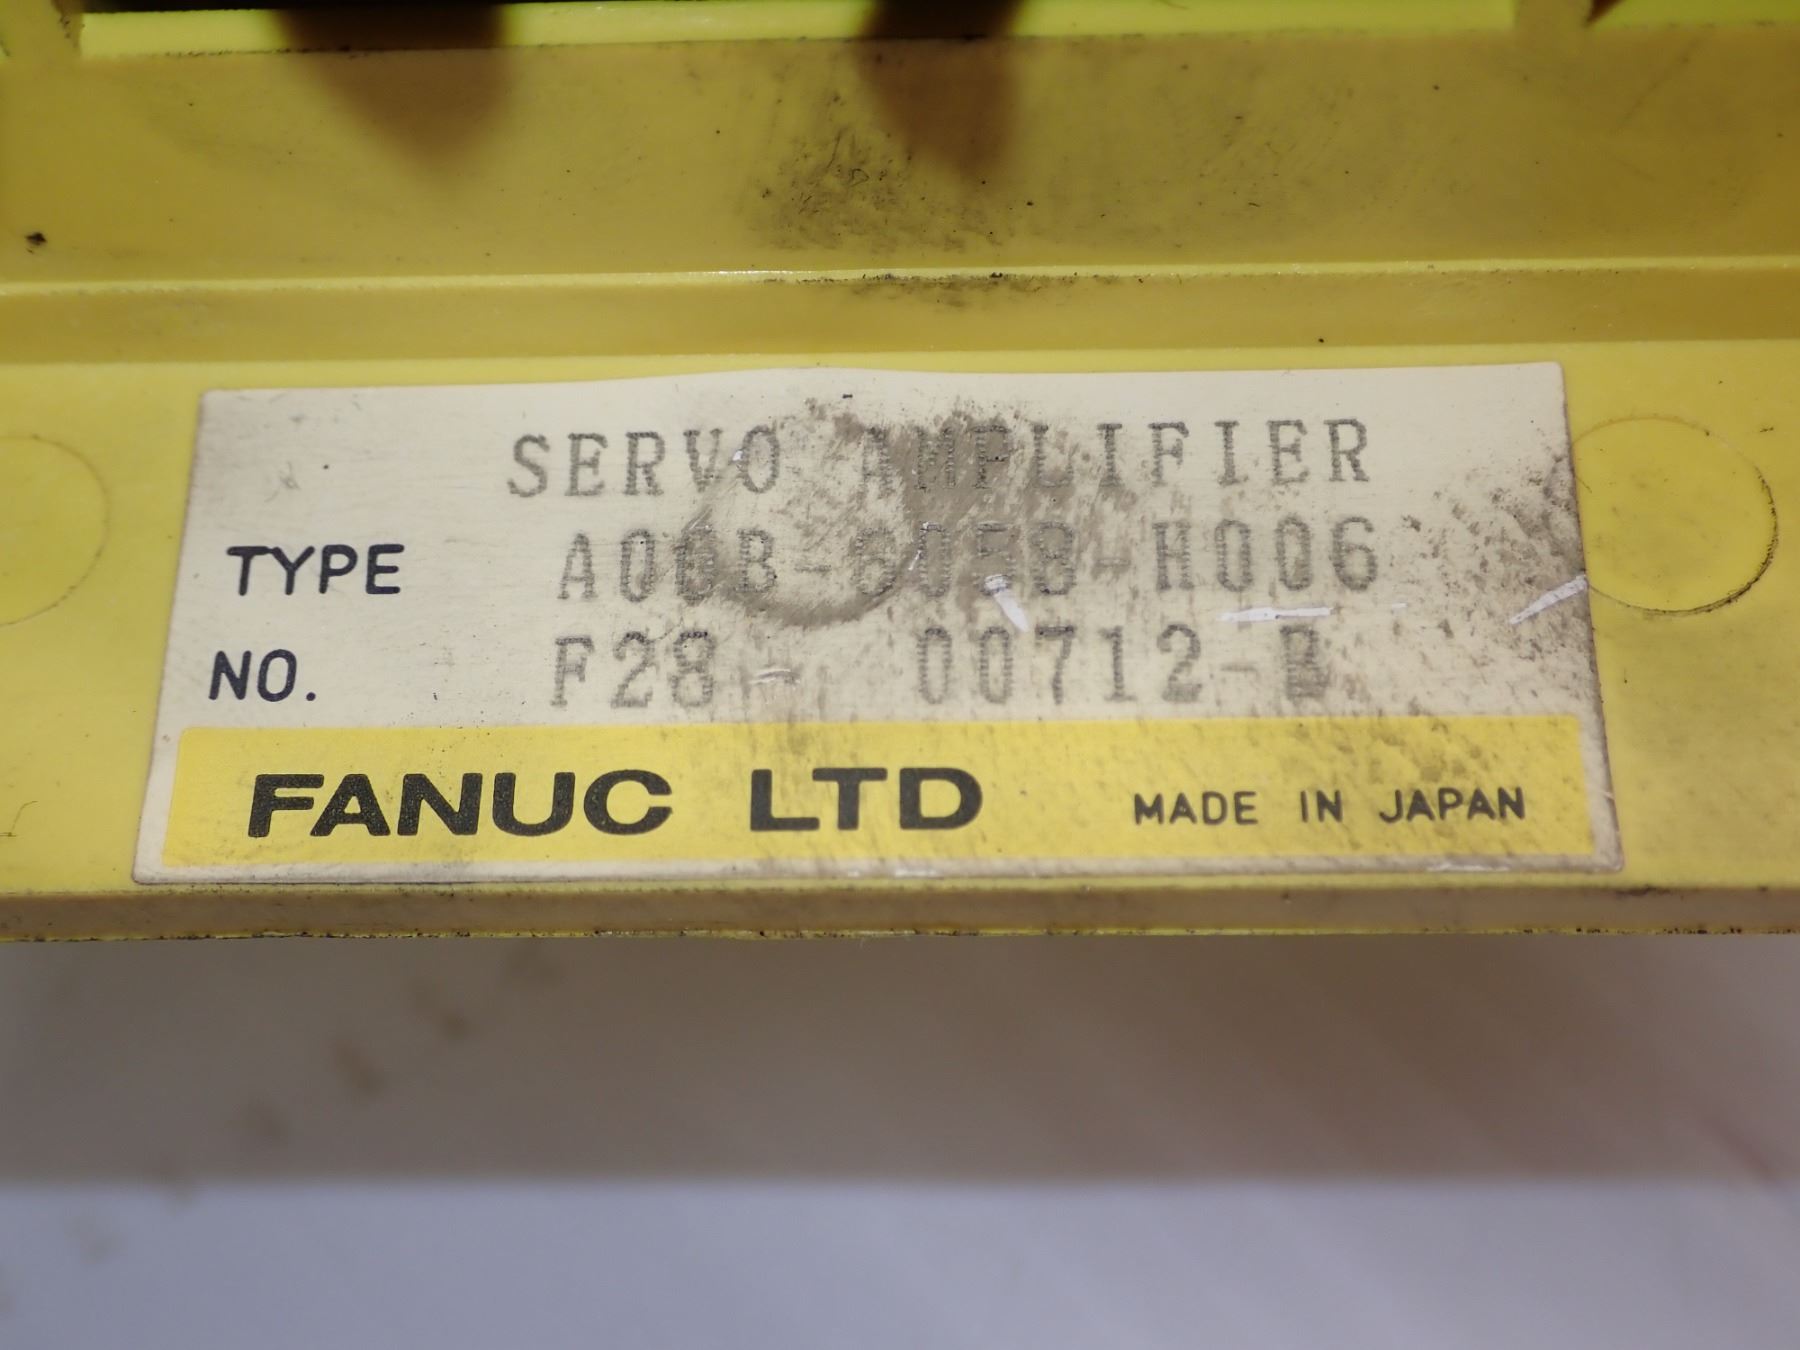 SERVO AMPLIFIER
TYPE A06B-6058-H006
NO. F28- 00712-B
FANUC LTD MADE IN JAPAN